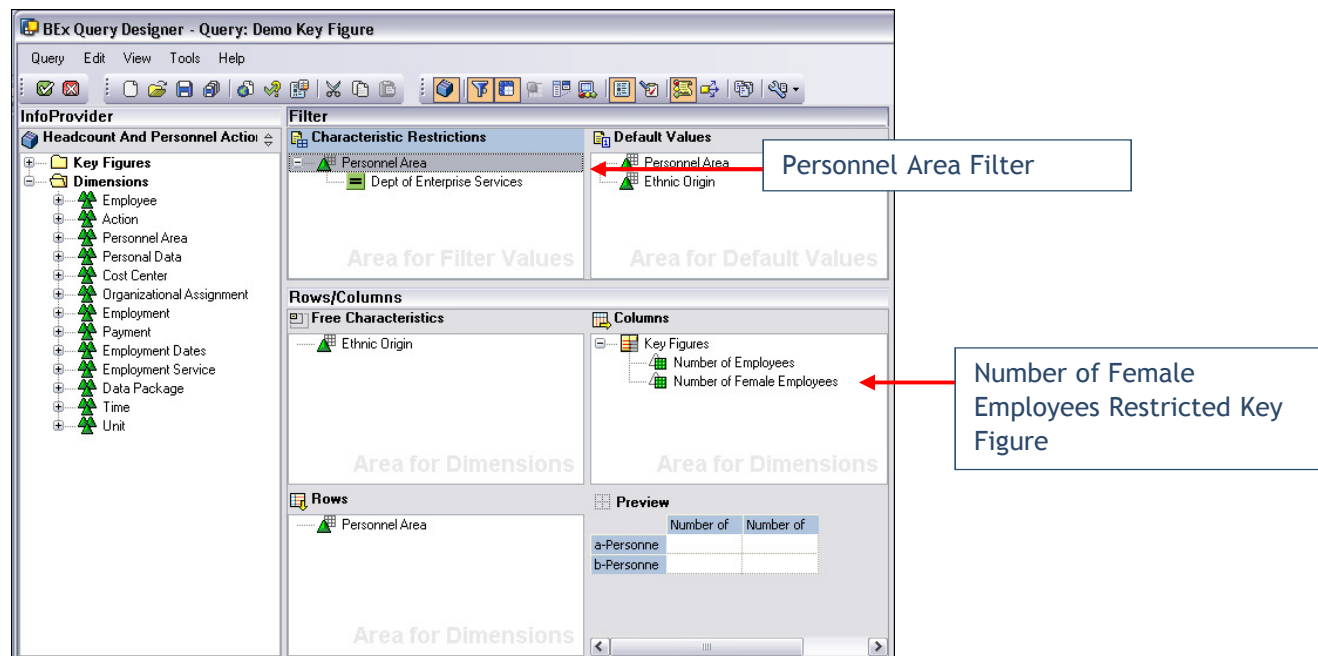 BEx Query Designer - Query: Demo Key Figure
Query Edit View Tools Help
InfoProvider
Headcount And Personnel Action
Key Figures
Dimensions
Employee
Action
Personnel Area
Personal Data
Cost Center
Organizational Assignment
Employment
Payment
Employment Dates
Employment Service
Data Package
Time
Unit
Filter
Characteristic Restrictions
Personnel Area
Dept of Enterprise Services
Area for Filter Values
Default Values
Personnel Area
Ethnic Origin
Area for Default Values
Personnel Area Filter
Rows/Columns
Free Characteristics
Ethnic Origin
Area for Dimensions
Columns
Key Figures
Number of Employees
Number of Female Employees
Area for Dimensions
Number of Female
Employees Restricted Key
Figure
Rows
Personnel Area
Area for Dimensions
Preview
Number of Number of
a-Personne
b-Personne